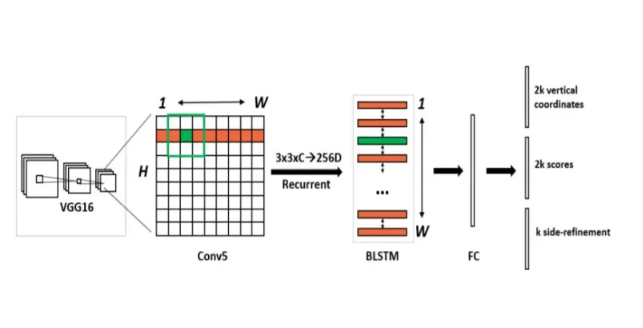 1
W
H
VGG16
Conv5
3x3xC→256D
Recurrent
1
...
W
BLSTM
FC
2k vertical
coordinates
2k scores
k side-refinement